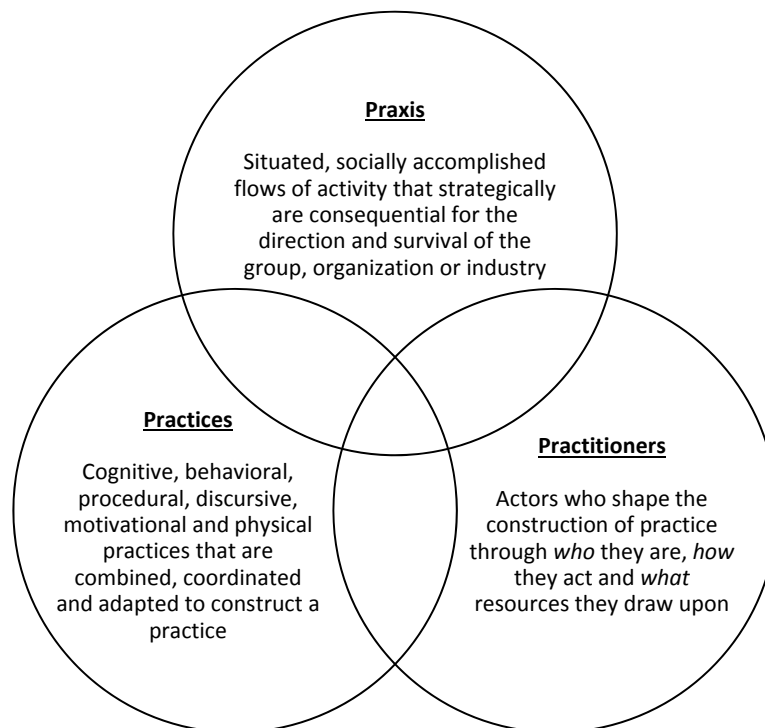 Praxis
Situated, socially accomplished
flows of activity that strategically
are consequential for the
direction and survival of the
group, organization or industry
Practices
Cognitive, behavioral,
procedural, discursive,
motivational and physical
practices that are
combined, coordinated
and adapted to construct a
practice
Practitioners
Actors who shape the
construction of practice
through who they are, how
they act and what
resources they draw upon